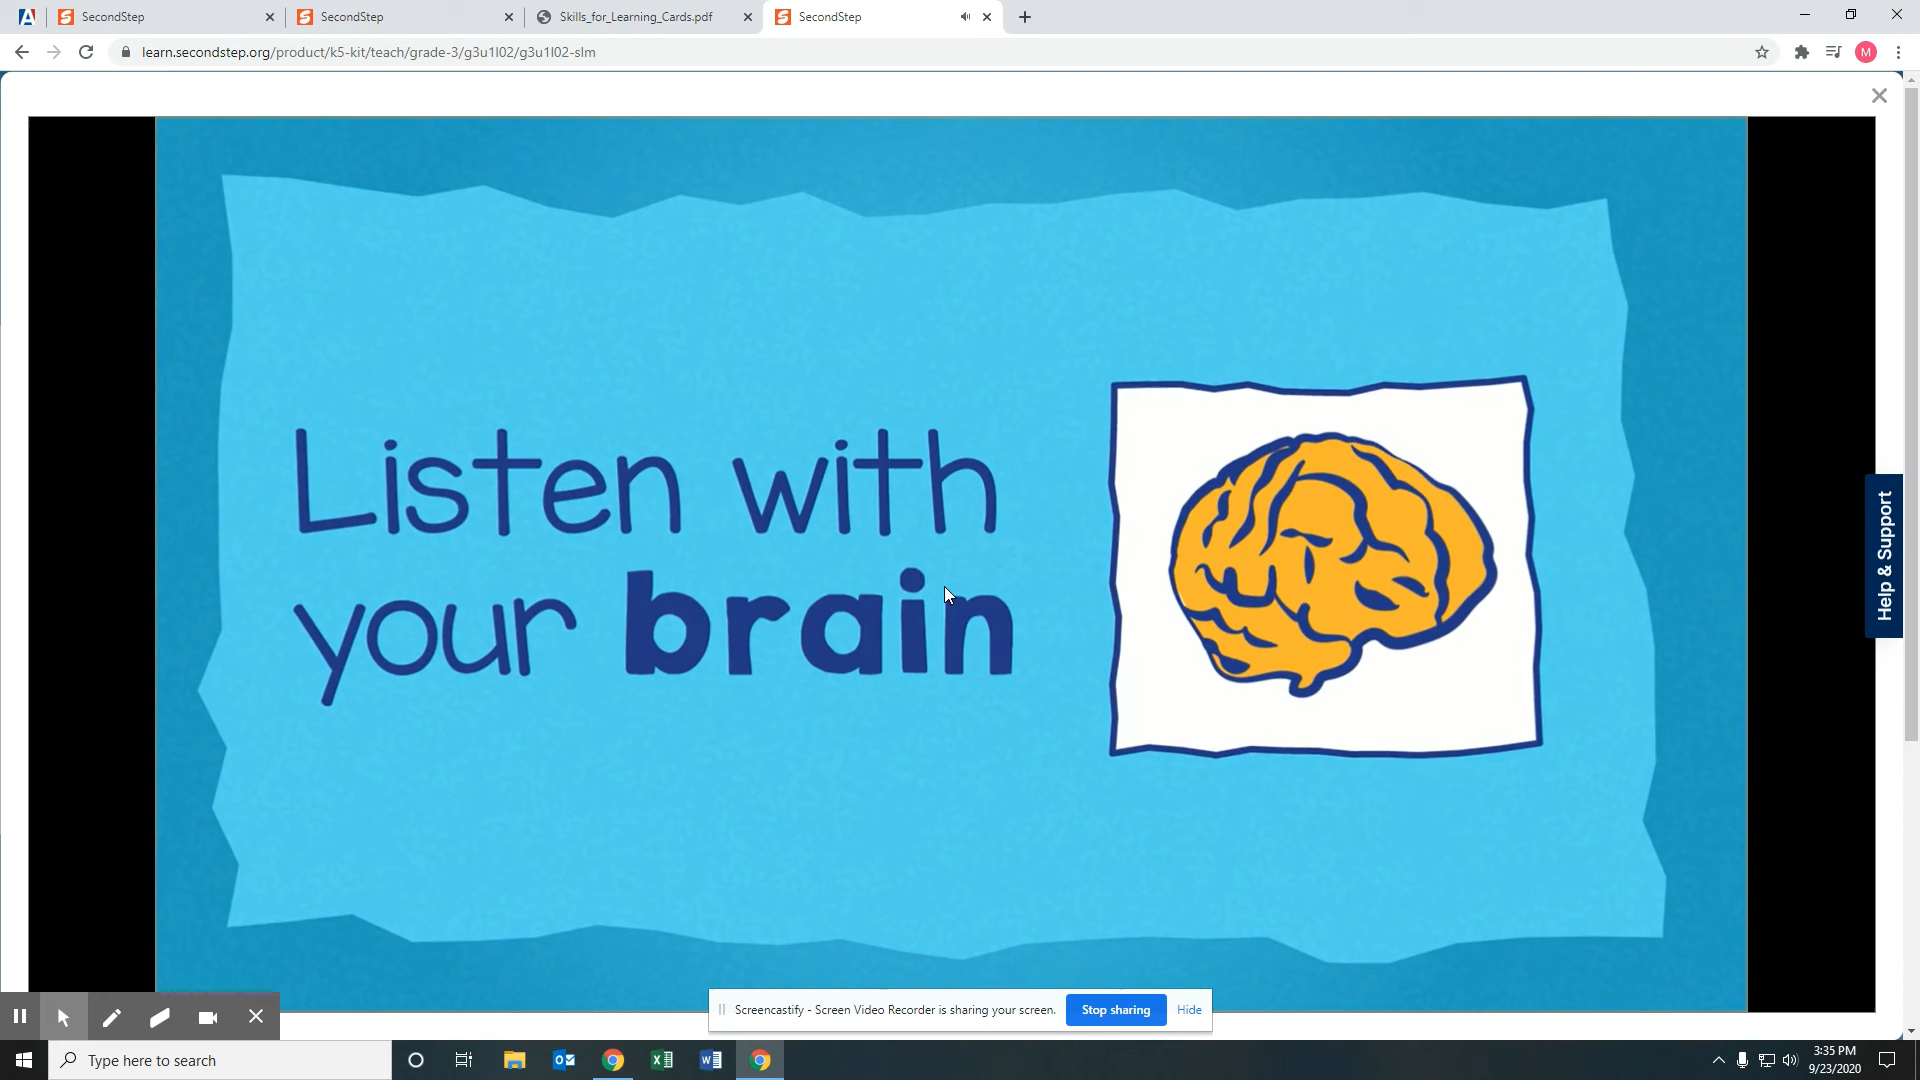 SecondStep
SecondStep
Skills_for_Learning_Cards.pdf
SecondStep
learn.secondstep.org/product/k5-kit/teach/grade-3/g3u1l02/g3u1l02-slm
M
Listen with
your brain
Help & Support
Screencastify - Screen Video Recorder is sharing your screen.
Stop sharing
Hide
Type here to search
3:35 PM
9/23/2020